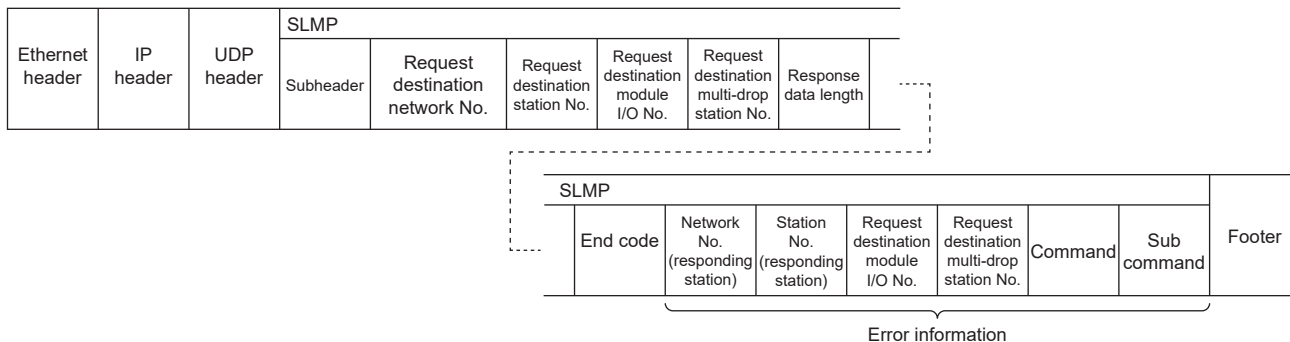 SLMP
Ethernet
header
IP
header
UDP
header
Subheader
Request
destination
network No.
Request
destination
station No.
Request
destination
module
I/O No.
Request
destination
multi-drop
station No.
Response
data length
SLMP
End code
Network
No.
(responding
station)
Station
No.
(responding
station)
Request
destination
module
I/O No.
Request
destination
multi-drop
station No.
Command
Sub
command
Footer
Error information